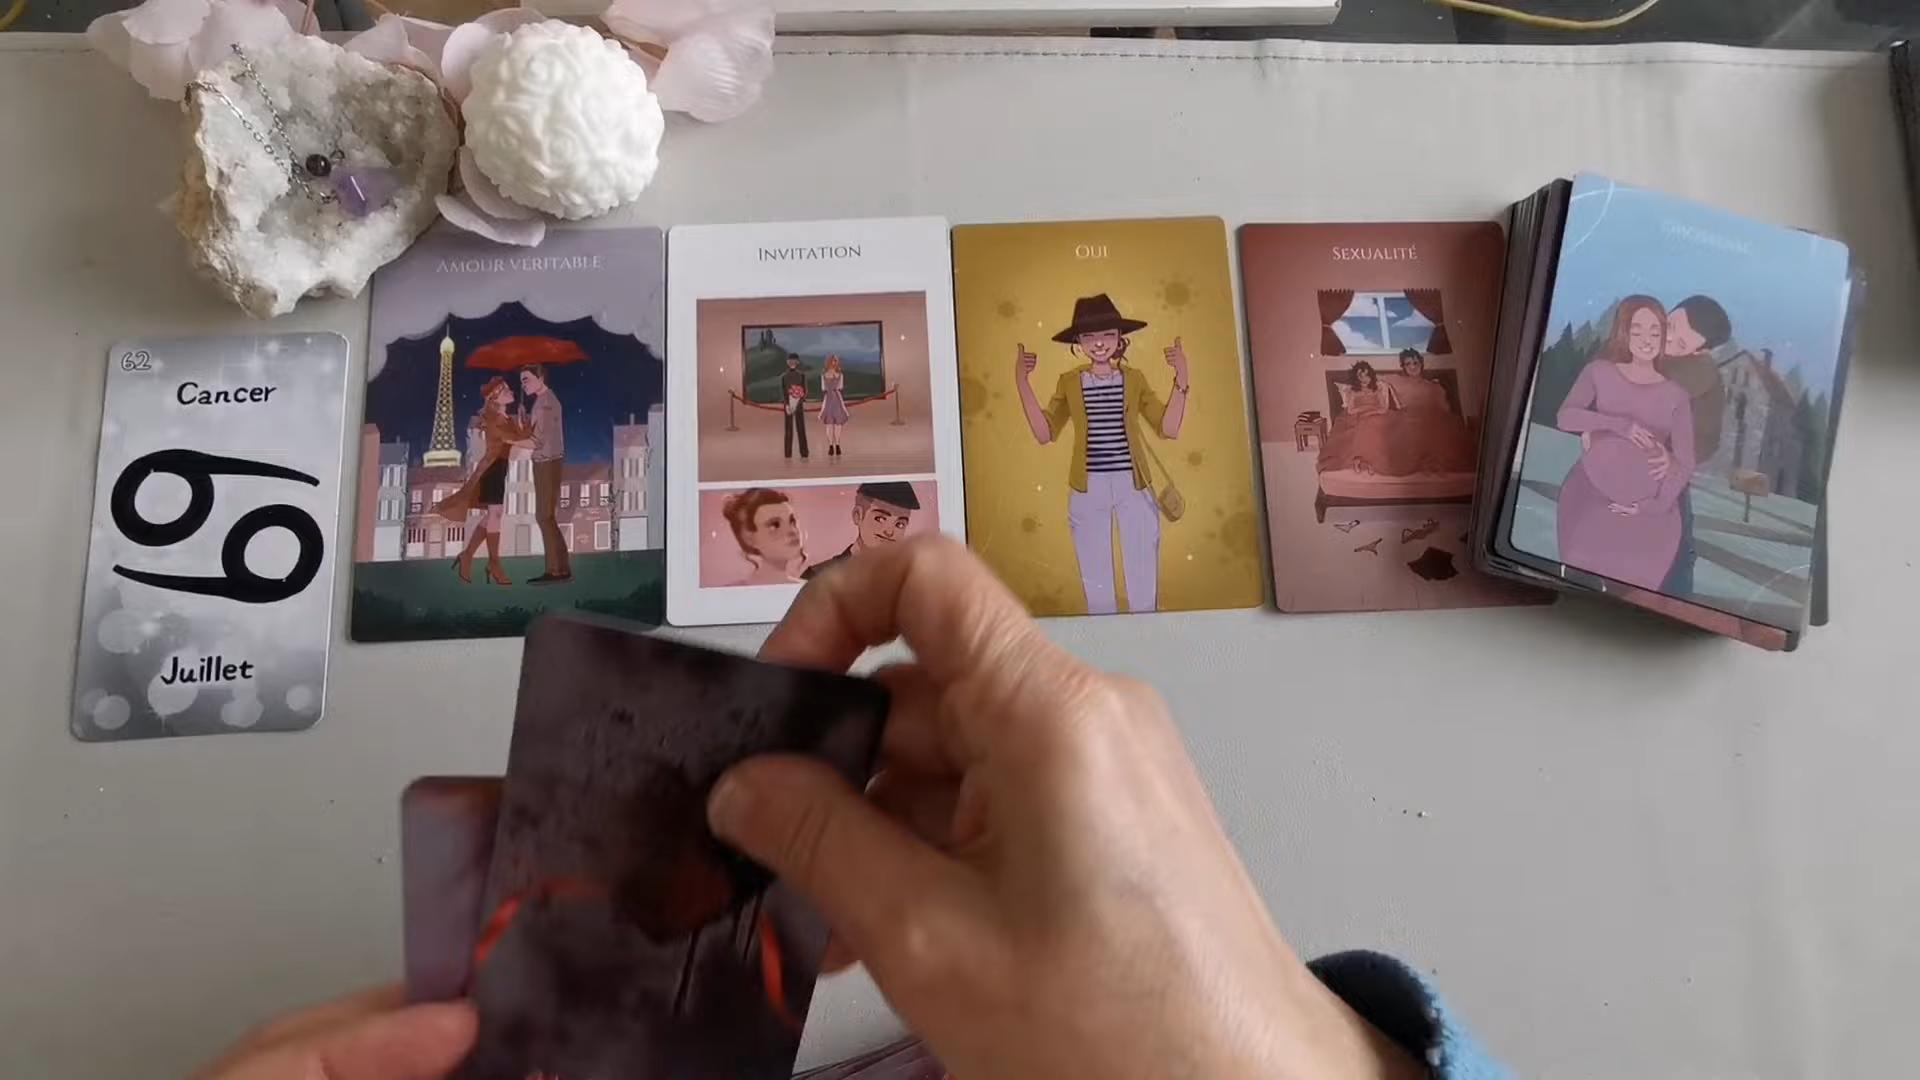 62
Cancer
Juillet
AMOUR VÉRITABLE
INVITATION
OUI
SEXUALITÉ